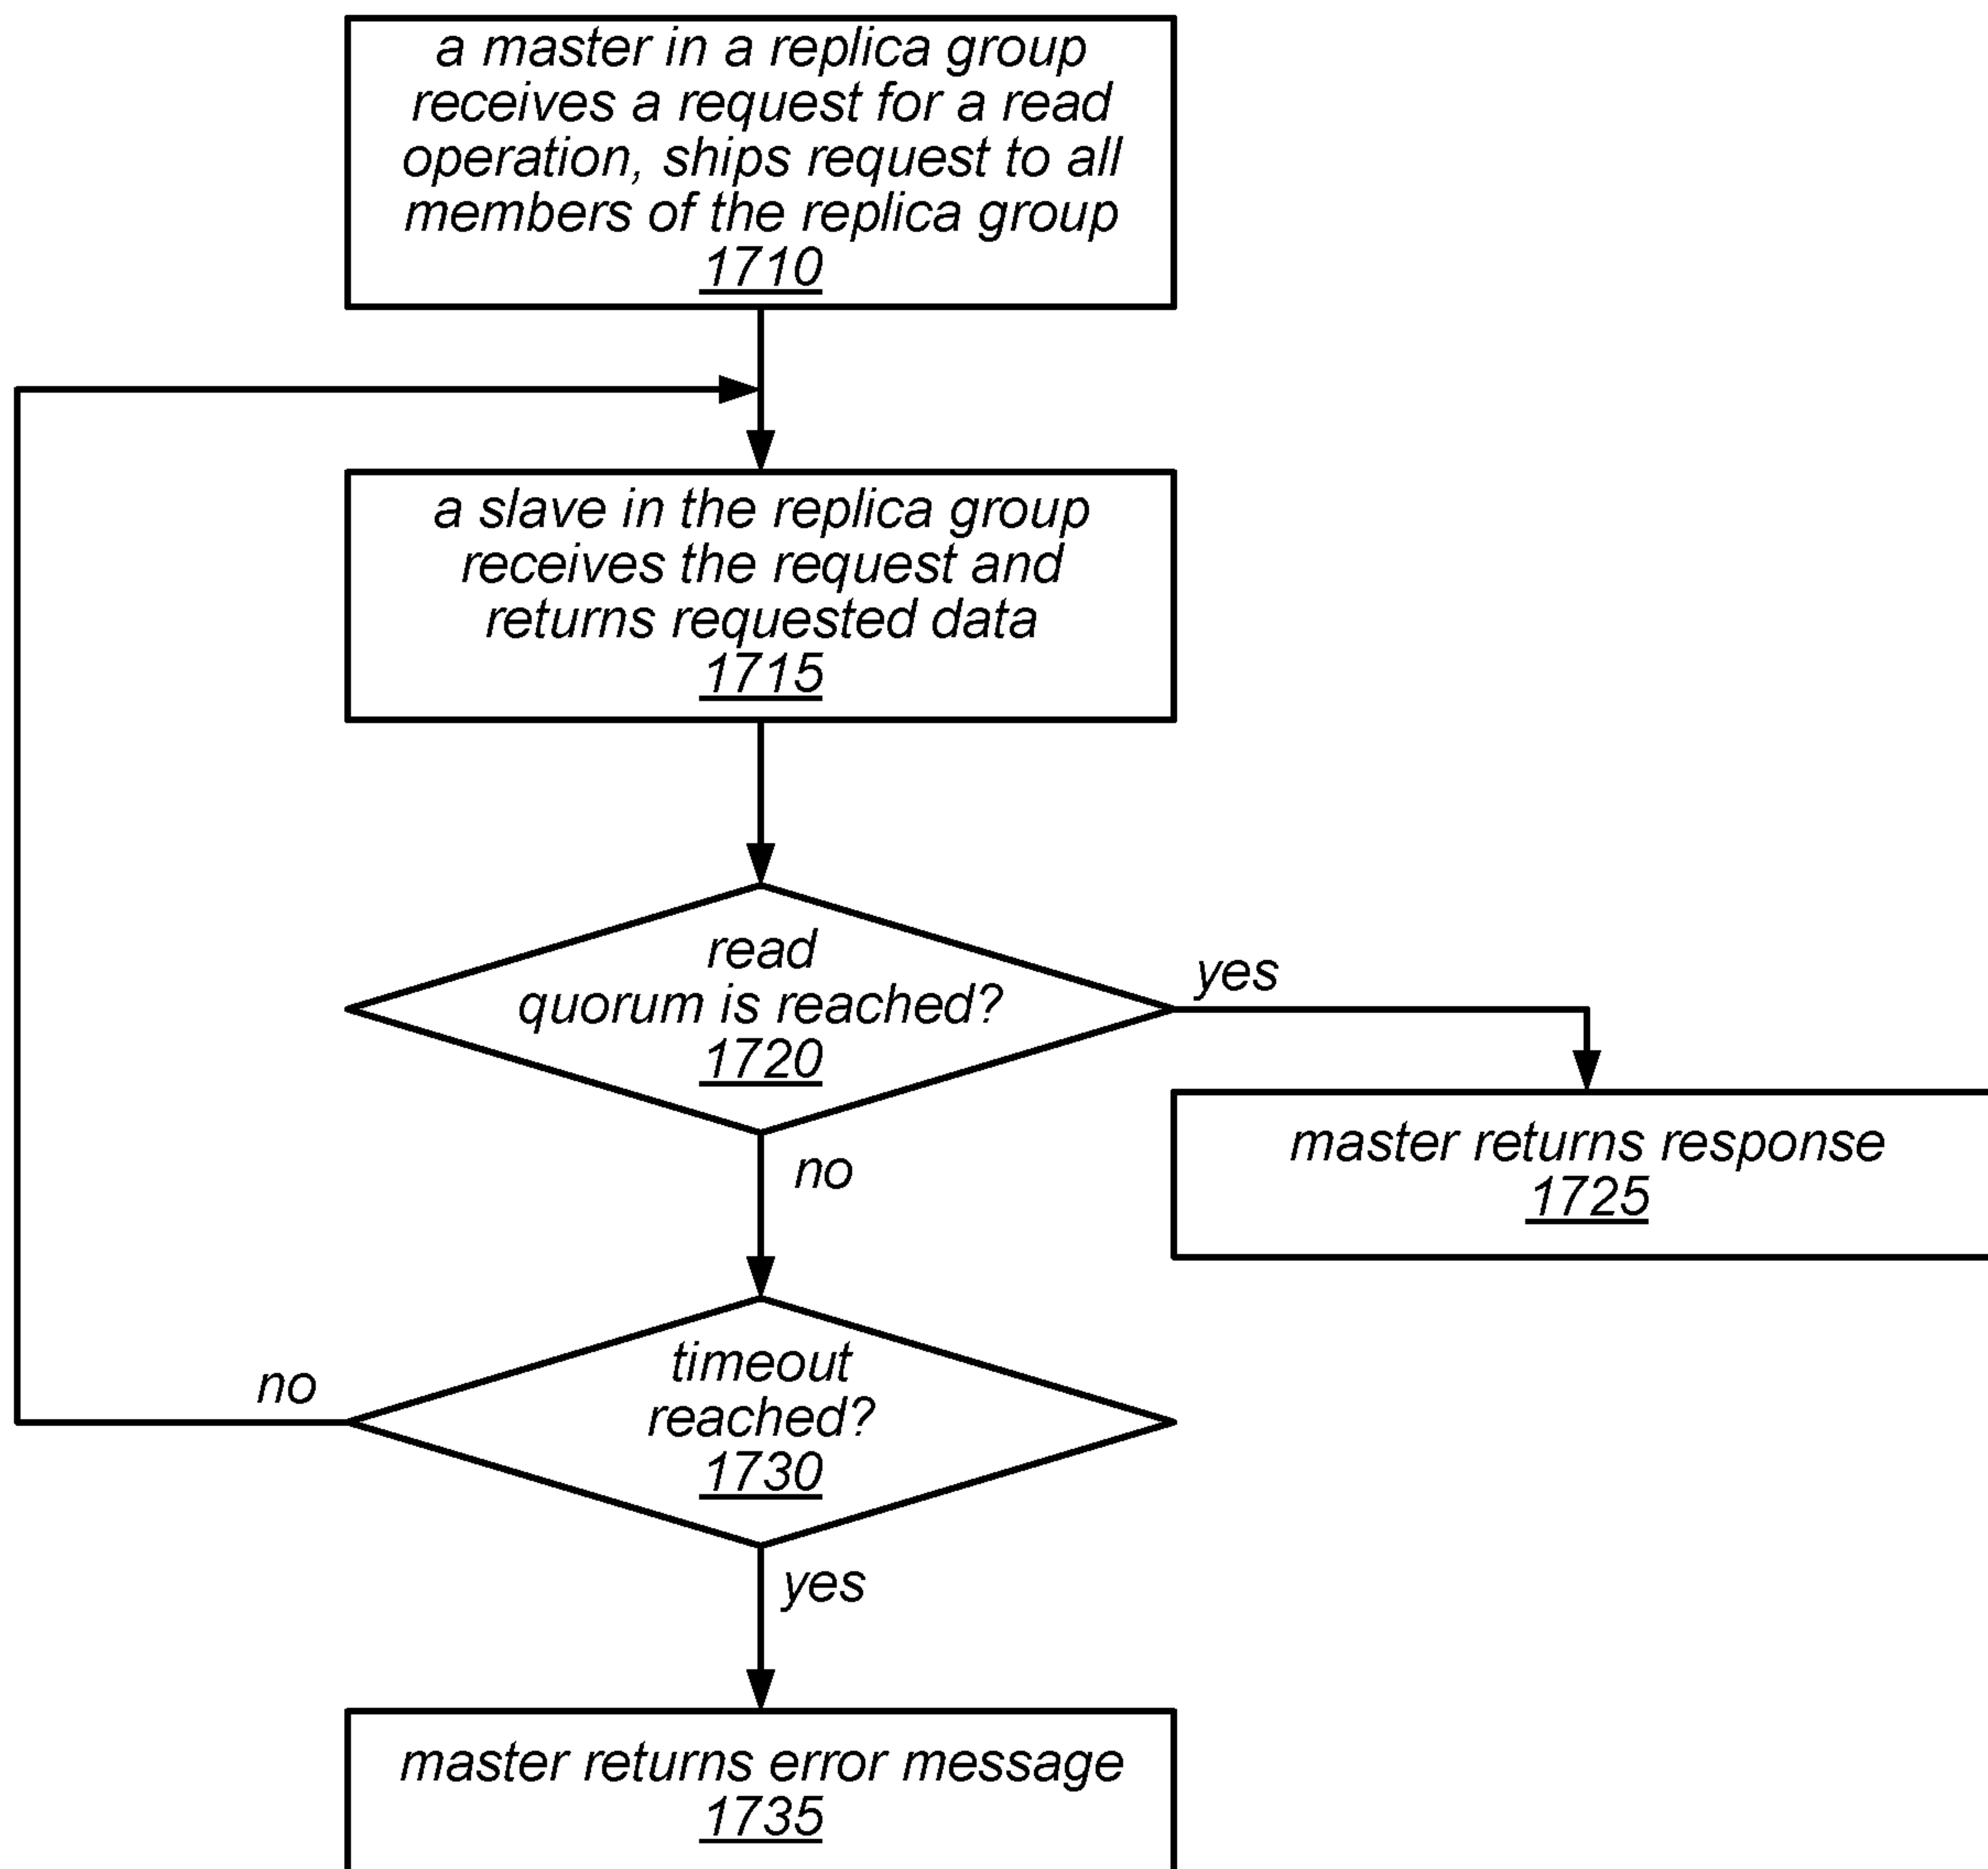 a master in a replica group
receives a request for a read
operation, ships request to all
members of the replica group
1710
a slave in the replica group
receives the request and
returns requested data
1715
read
quorum is reached?
1720
yes
master returns response
1725
no
timeout
reached?
1730
no
yes
master returns error message
1735